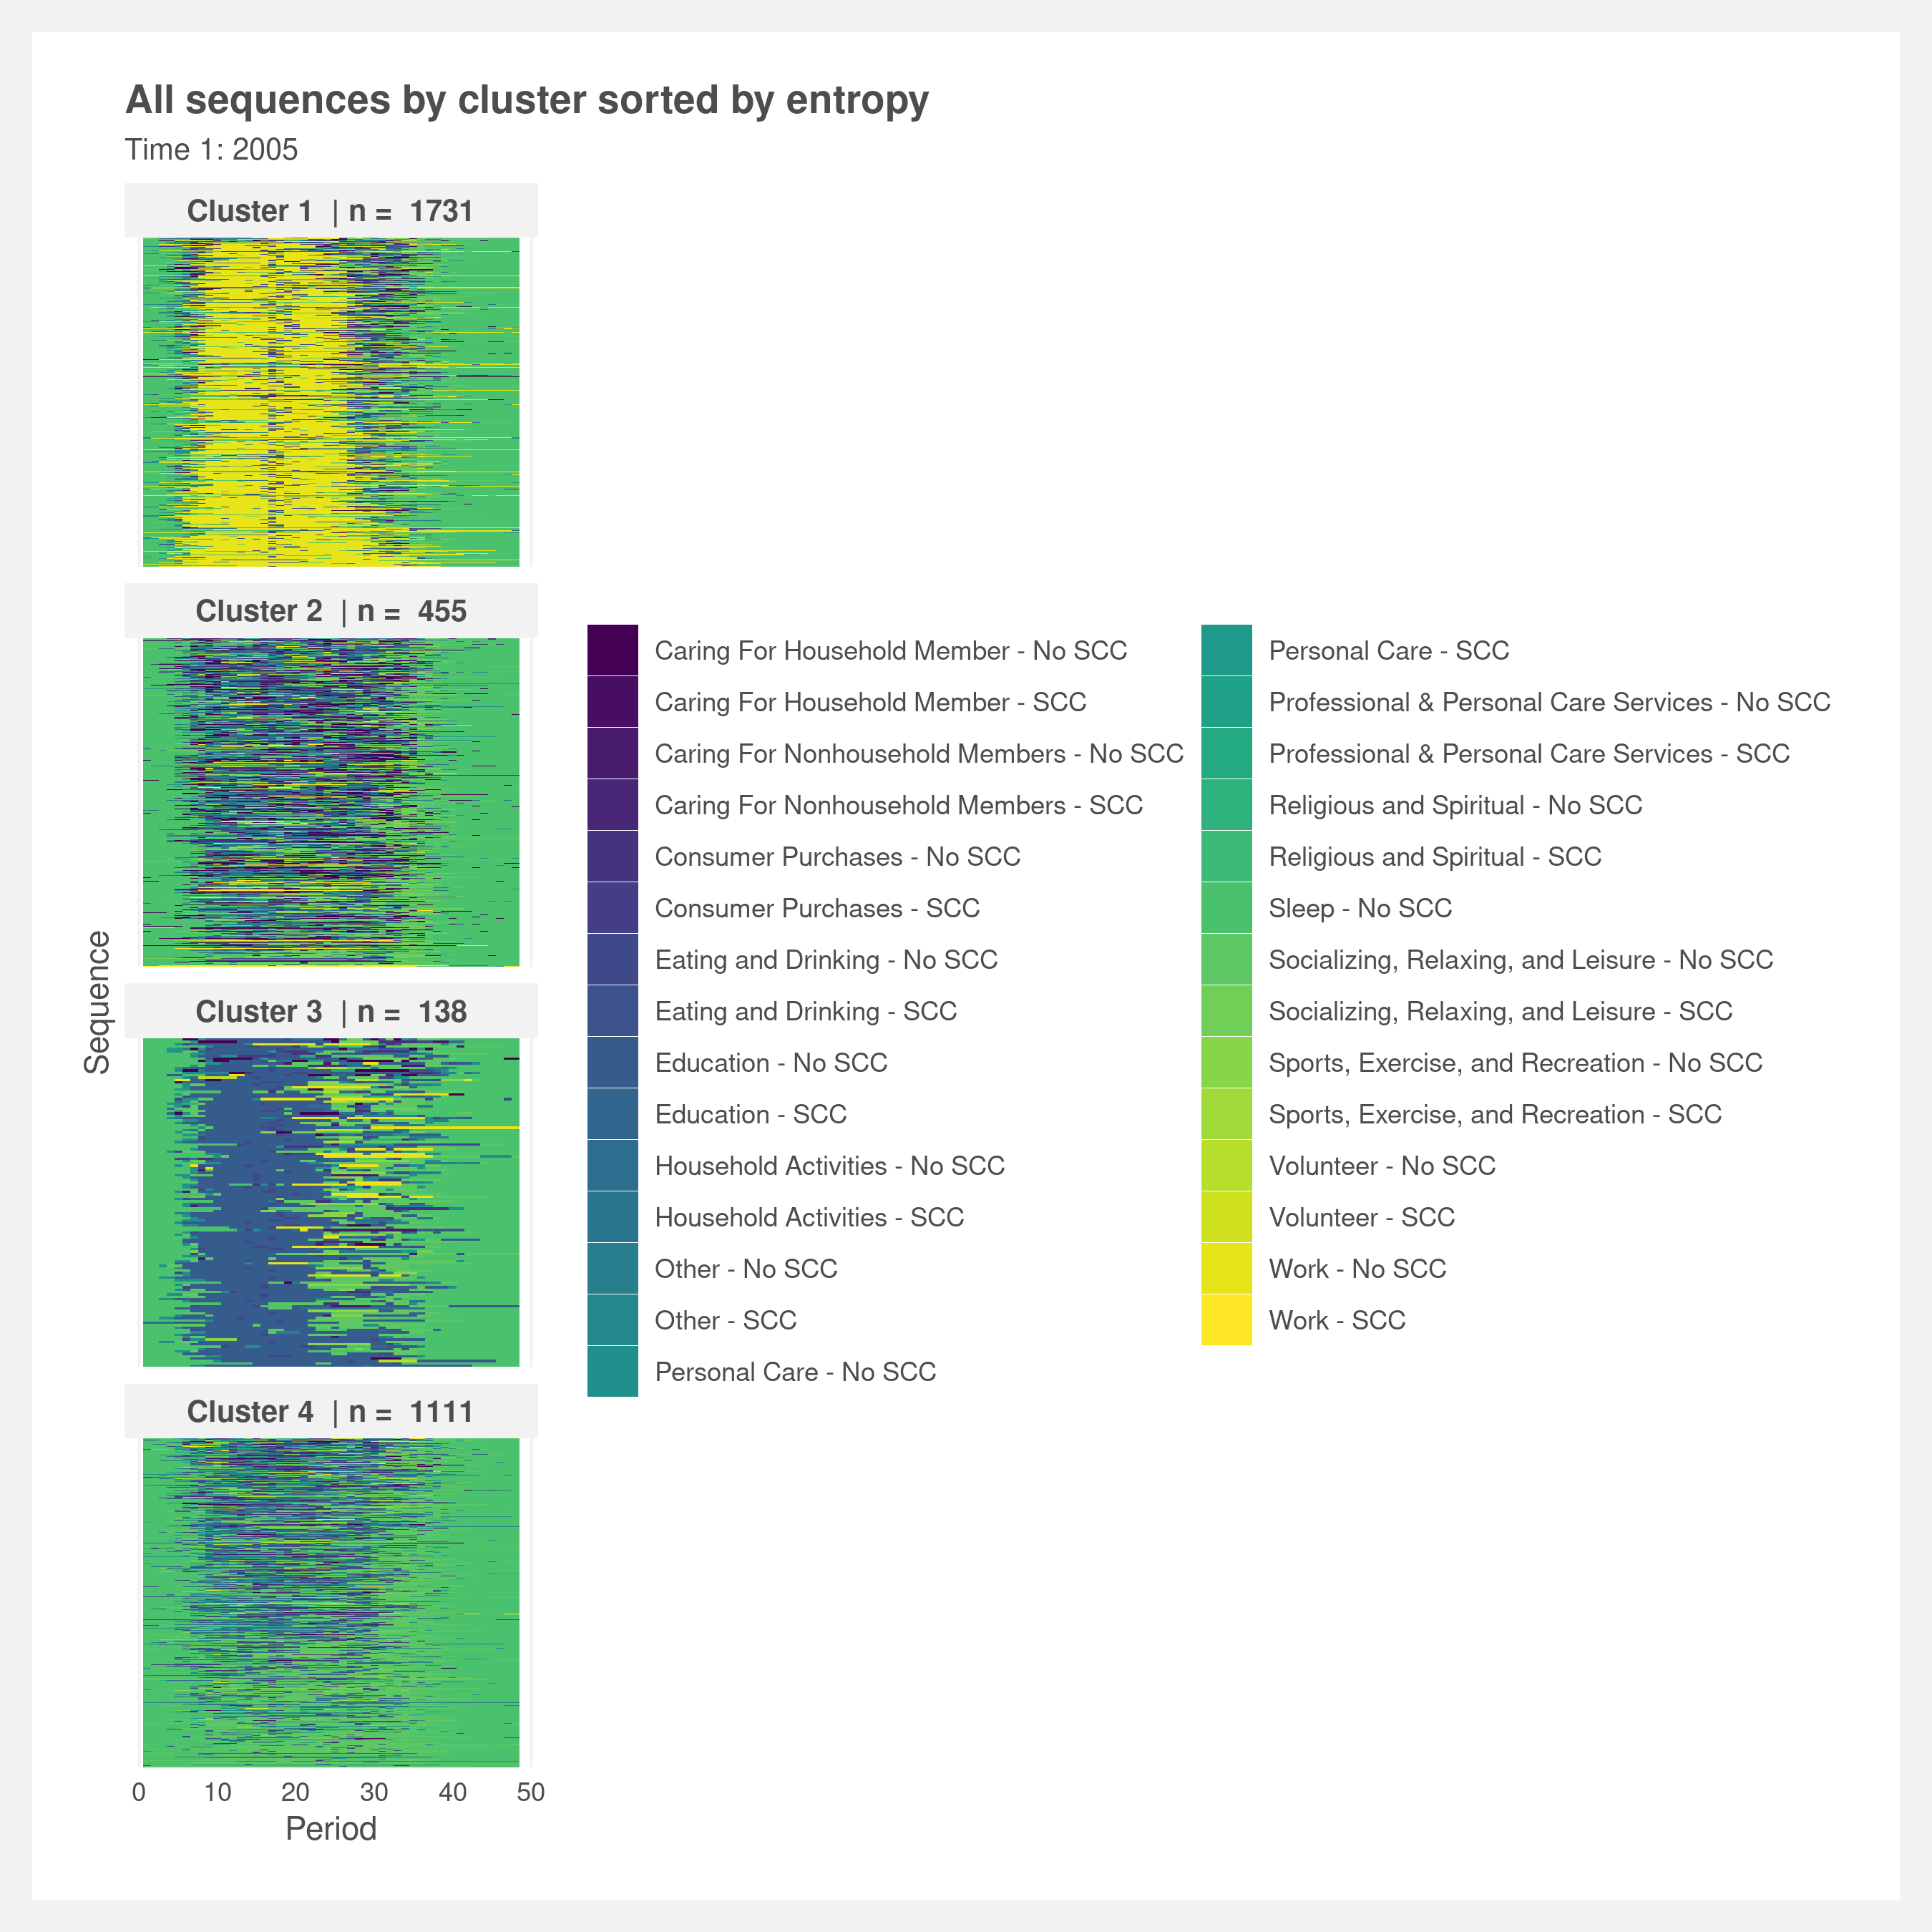 All sequences by cluster sorted by entropy
Time 1: 2005
Cluster 1 | n = 1731
Cluster 2 | n = 455
Cluster 3 | n = 138
Cluster 4 | n = 1111
Sequence
0 10 20 30 40 50
Period
Caring For Household Member - No SCC
Caring For Household Member - SCC
Caring For Nonhousehold Members - No SCC
Caring For Nonhousehold Members - SCC
Consumer Purchases - No SCC
Consumer Purchases - SCC
Eating and Drinking - No SCC
Eating and Drinking - SCC
Education - No SCC
Education - SCC
Household Activities - No SCC
Household Activities - SCC
Other - No SCC
Other - SCC
Personal Care - No SCC
Personal Care - SCC
Professional & Personal Care Services - No SCC
Professional & Personal Care Services - SCC
Religious and Spiritual - No SCC
Religious and Spiritual - SCC
Sleep - No SCC
Socializing, Relaxing, and Leisure - No SCC
Socializing, Relaxing, and Leisure - SCC
Sports, Exercise, and Recreation - No SCC
Sports, Exercise, and Recreation - SCC
Volunteer - No SCC
Volunteer - SCC
Work - No SCC
Work - SCC